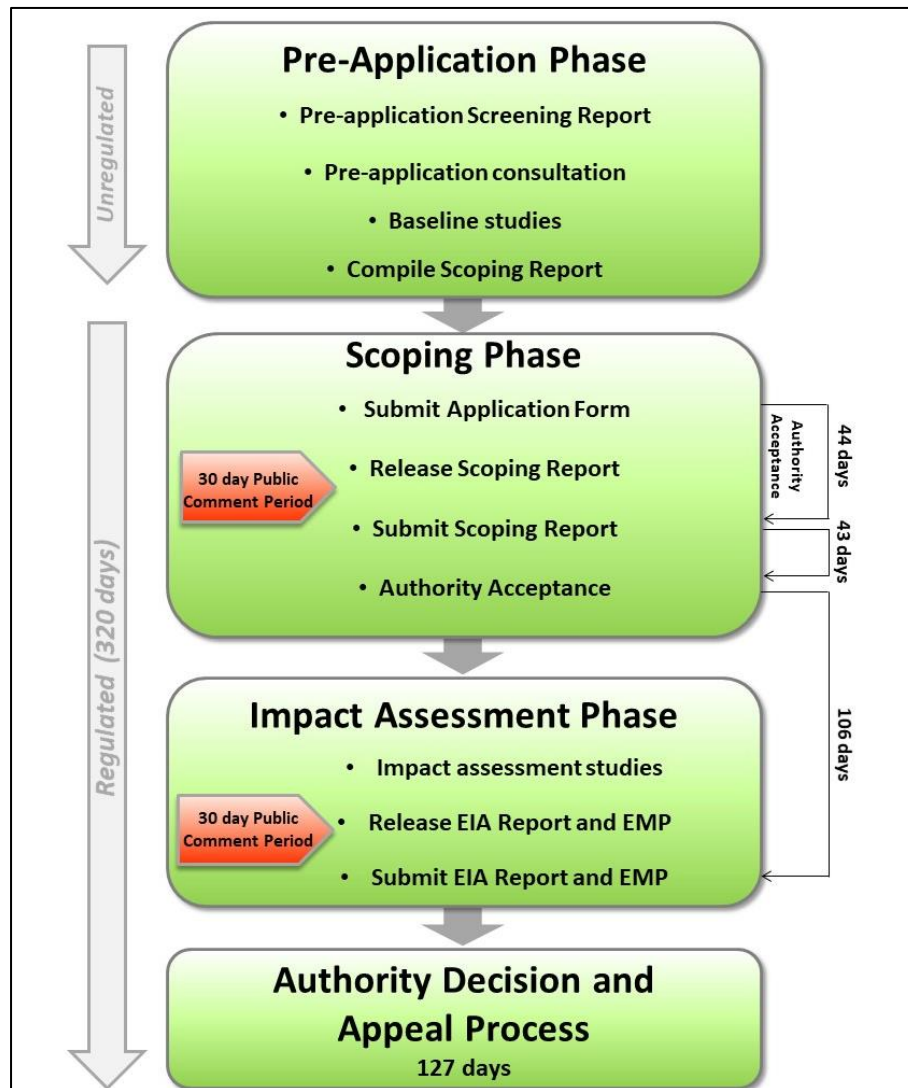 Pre-Application Phase
• Pre-application Screening Report
• Pre-application consultation
• Baseline studies
• Compile Scoping Report
Unregulated
Scoping Phase
• Submit Application Form
• Release Scoping Report
• Submit Scoping Report
• Authority Acceptance
30 day Public
Comment Period
Authority
Acceptance
44 days
43 days
106 days
Regulated (320 days)
Impact Assessment Phase
• Impact assessment studies
• Release EIA Report and EMP
• Submit EIA Report and EMP
30 day Public
Comment Period
Authority Decision and
Appeal Process
127 days